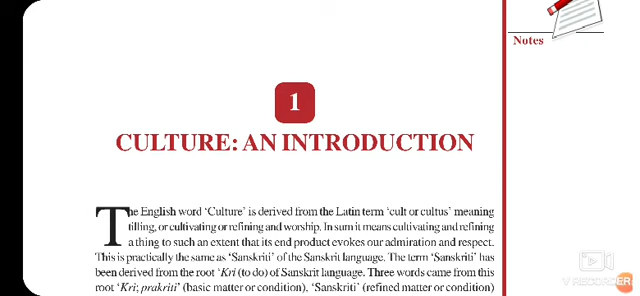 Notes
1
CULTURE: AN INTRODUCTION
The English word ‘Culture’ is derived from the Latin term ‘cult or cultus’ meaning
tilling, or cultivating or refining and worship. In sum it means cultivating and refining
a thing to such an extent that its end product evokes our admiration and respect.
This is practically the same as ‘Sanskriti’ of the Sanskrit language. The term ‘Sanskriti’ has
been derived from the root ‘Kri (to do) of Sanskrit language. Three words came from this
root ‘Kri; prakriti’ (basic matter or condition), ‘Sanskriti’ (refined matter or condition)
V RECORDER